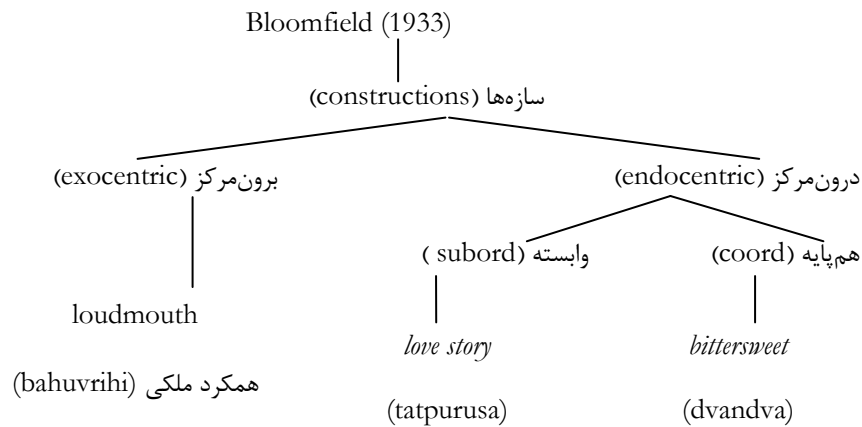 Bloomfield (1933)
سازه‌ها (constructions)
برون‌مرکز (exocentric)
درون‌مرکز (endocentric)
وابسته (subord )
هم‌پایه (coord)
loudmouth
love story
bittersweet
همکرد ملکی (bahuvrihi)
(tatpurusa)
(dvandva)